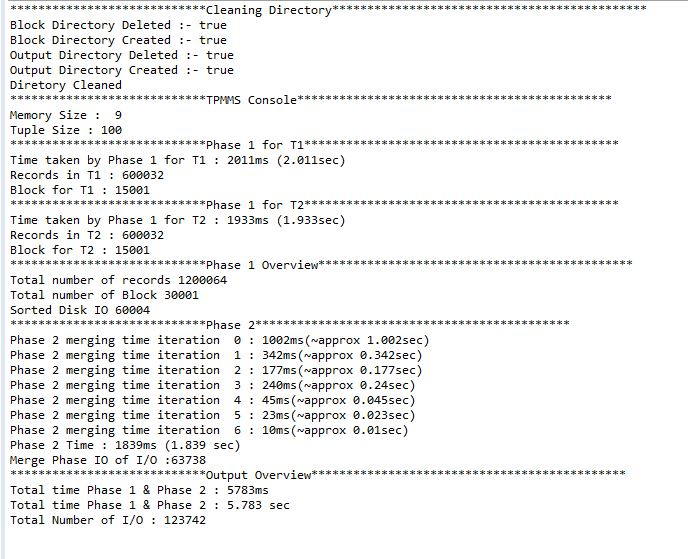 ****************************Cleaning Directory*********************************************
Block Directory Deleted :- true
Block Directory Created :- true
Output Directory Deleted :- true
Output Directory Created :- true
Diretory Cleaned
****************************TPMMS Console*********************************************
Memory Size :  9
Tuple Size : 100
****************************Phase 1 for T1*********************************************
Time taken by Phase 1 for T1 : 2011ms (2.011sec)
Records in T1 : 600032
Block for T1 : 15001
****************************Phase 1 for T2*********************************************
Time taken by Phase 1 for T2 : 1933ms (1.933sec)
Records in T2 : 600032
Block for T2 : 15001
****************************Phase 1 Overview*********************************************
Total number of records 1200064
Total number of Block 30001
Sorted Disk IO 60004
****************************Phase 2*********************************************
Phase 2 merging time iteration  0 : 1002ms(~approx 1.002sec)
Phase 2 merging time iteration  1 : 342ms(~approx 0.342sec)
Phase 2 merging time iteration  2 : 177ms(~approx 0.177sec)
Phase 2 merging time iteration  3 : 240ms(~approx 0.24sec)
Phase 2 merging time iteration  4 : 45ms(~approx 0.045sec)
Phase 2 merging time iteration  5 : 23ms(~approx 0.023sec)
Phase 2 merging time iteration  6 : 10ms(~approx 0.01sec)
Phase 2 Time : 1839ms (1.839 sec)
Merge Phase IO of I/O :63738
****************************Output Overview*********************************************
Total time Phase 1 & Phase 2 : 5783ms
Total time Phase 1 & Phase 2 : 5.783 sec
Total Number of I/O : 123742